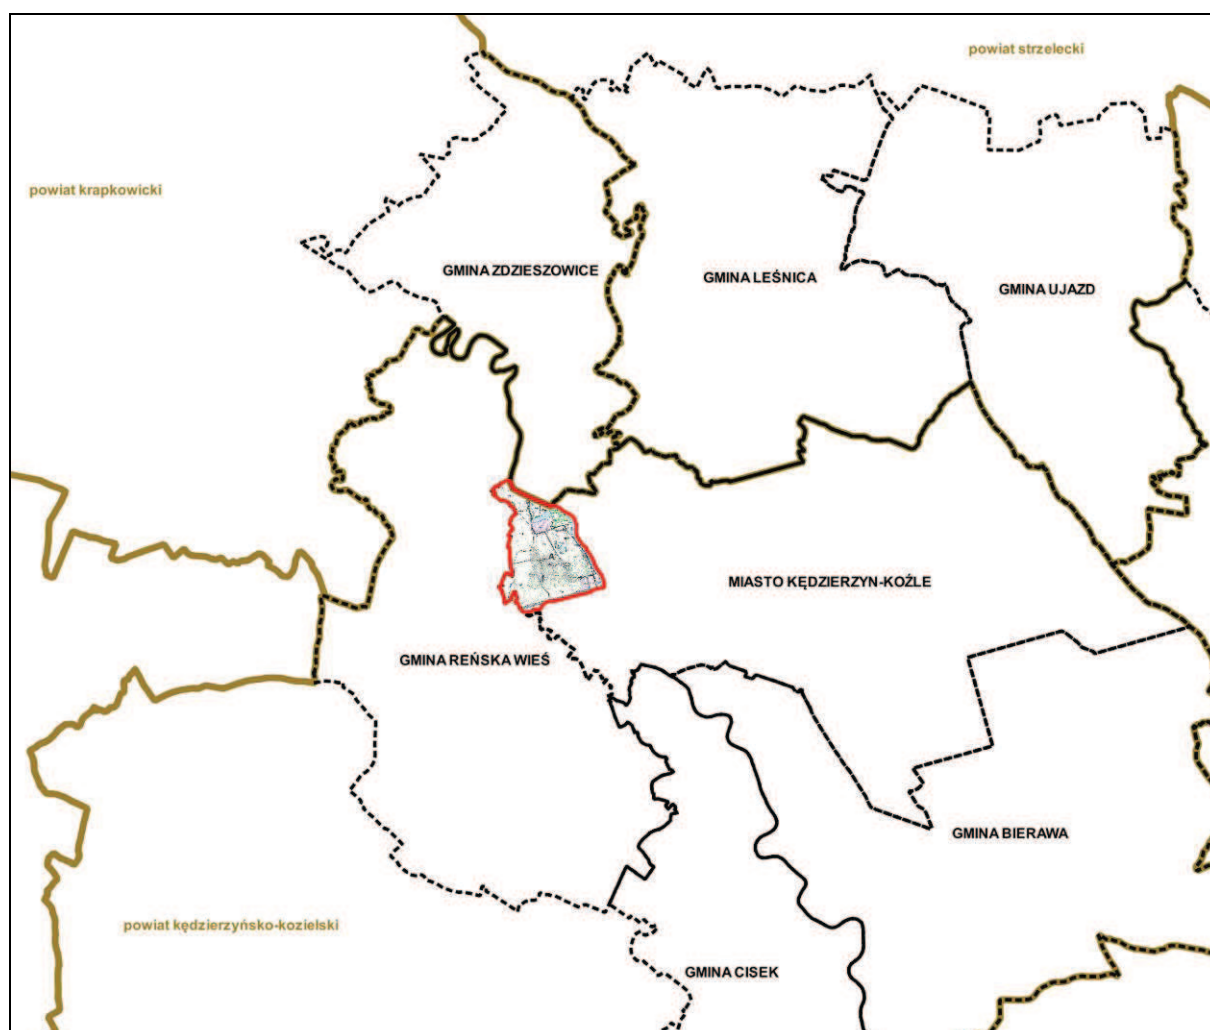 powiat strzelecki
powiat krapkowicki
GMINA ZDZIESZOWICE
GMINA LEŚNICA
GMINA UJAZD
MIASTO KĘDZIERZYN-KOŹLE
GMINA REŃSKA WIEŚ
GMINA BIERAWA
powiat kędzierzyńsko-kozielski
GMINA CISEK